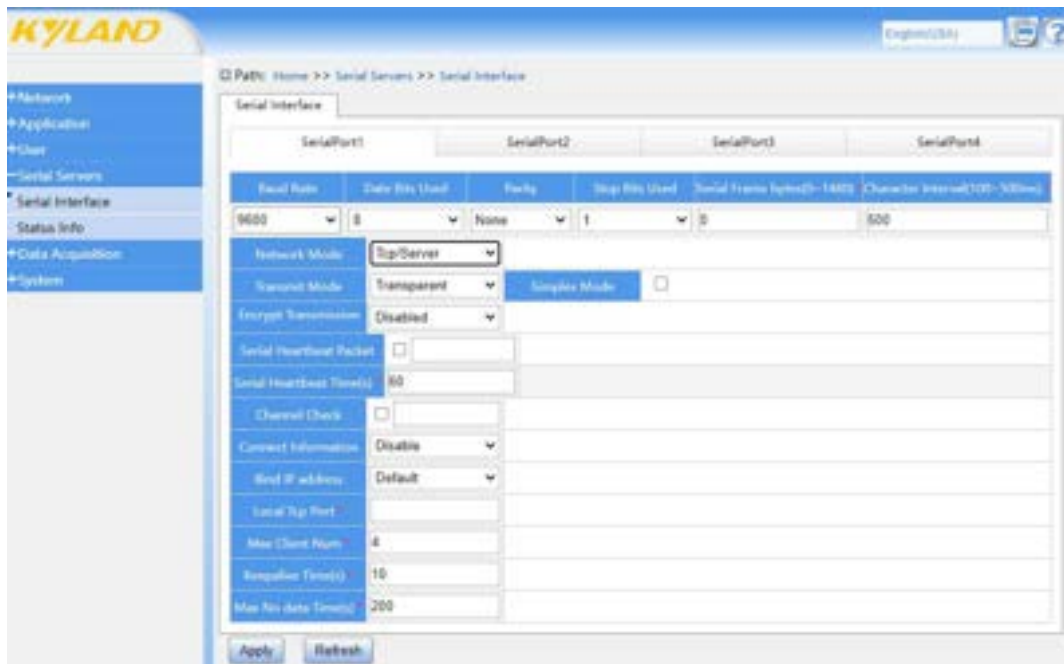 KYLAND
English(USA)
Path: Home >> Serial Servers >> Serial Interface
+Network
+Application
+User
-Serial Servers
Serial Interface
Status Info
+Data Acquisition
+System
Serial Interface
SerialPort1 SerialPort2 SerialPort3 SerialPort4
Baud Rate Data Bits Used Parity Stop Bits Used Serial Frame bytes(0~1460) Character Interval(100~500ms)
9600 8 None 1 0 500
Network Mode Tcp/Server
Transmit Mode Transparent Simplex Mode
Encrypt Transmission Disabled
Serial Heartbeat Packet
Serial Heartbeat Time(s) 60
Channel Check
Connect Information Disable
Bind IP address Default
Local Tcp Port *
Max Client Num * 4
Keepalive Time(s) * 10
Max No data Time(s) * 200
Apply Refresh